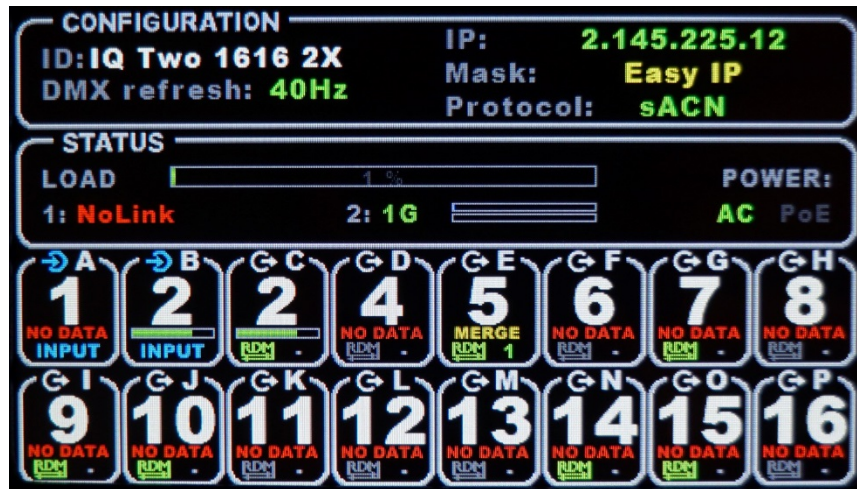 CONFIGURATION
ID: IQ Two 1616 2X
DMX refresh: 40Hz
IP: 2.145.225.12
Mask: Easy IP
Protocol: sACN
STATUS
LOAD 1 % POWER:
1: NoLink 2: 1G AC PoE
A B C D E F G H
1 2 2 4 5 6 7 8
NO DATA NO DATA MERGE NO DATA NO DATA NO DATA
INPUT INPUT RDM - RDM - RDM 1 RDM - RDM - RDM -
I J K L M N O P
9 10 11 12 13 14 15 16
NO DATA NO DATA NO DATA NO DATA NO DATA NO DATA NO DATA NO DATA
RDM - RDM - RDM - RDM - RDM - RDM - RDM - RDM -